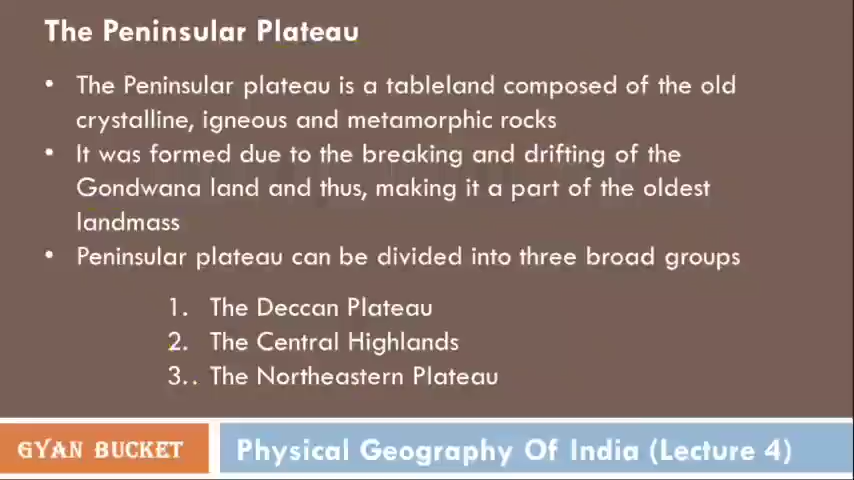 The Peninsular Plateau
• The Peninsular plateau is a tableland composed of the old
crystalline, igneous and metamorphic rocks
• It was formed due to the breaking and drifting of the
Gondwana land and thus, making it a part of the oldest
landmass
• Peninsular plateau can be divided into three broad groups
1. The Deccan Plateau
2. The Central Highlands
3. . The Northeastern Plateau
GYAN BUCKET
Physical Geography Of India (Lecture 4)